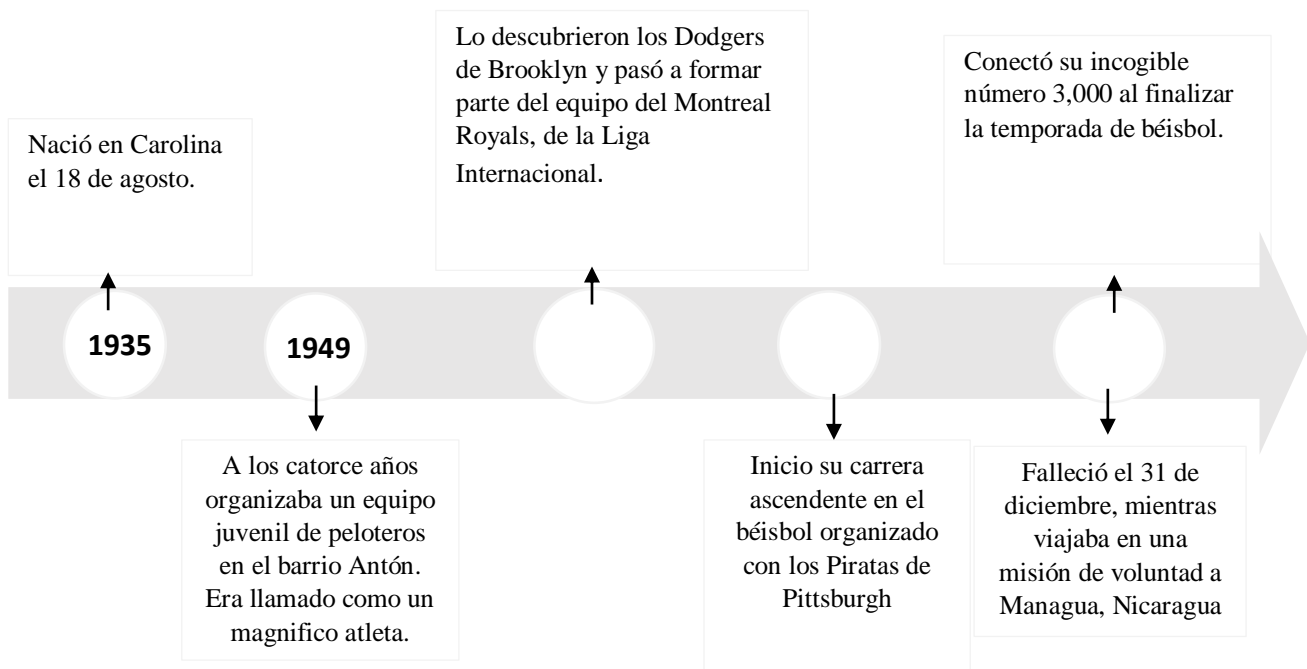 Nació en Carolina
el 18 de agosto.
Lo descubrieron los Dodgers
de Brooklyn y pasó a formar
parte del equipo del Montreal
Royals, de la Liga
Internacional.
Conectó su incogible
número 3,000 al finalizar
la temporada de béisbol.
1935
1949
A los catorce años
organizaba un equipo
juvenil de peloteros
en el barrio Antón.
Era llamado como un
magnifico atleta.
Inicio su carrera
ascendente en el
béisbol organizado
con los Piratas de
Pittsburgh
Falleció el 31 de
diciembre, mientras
viajaba en una
misión de voluntad a
Managua, Nicaragua